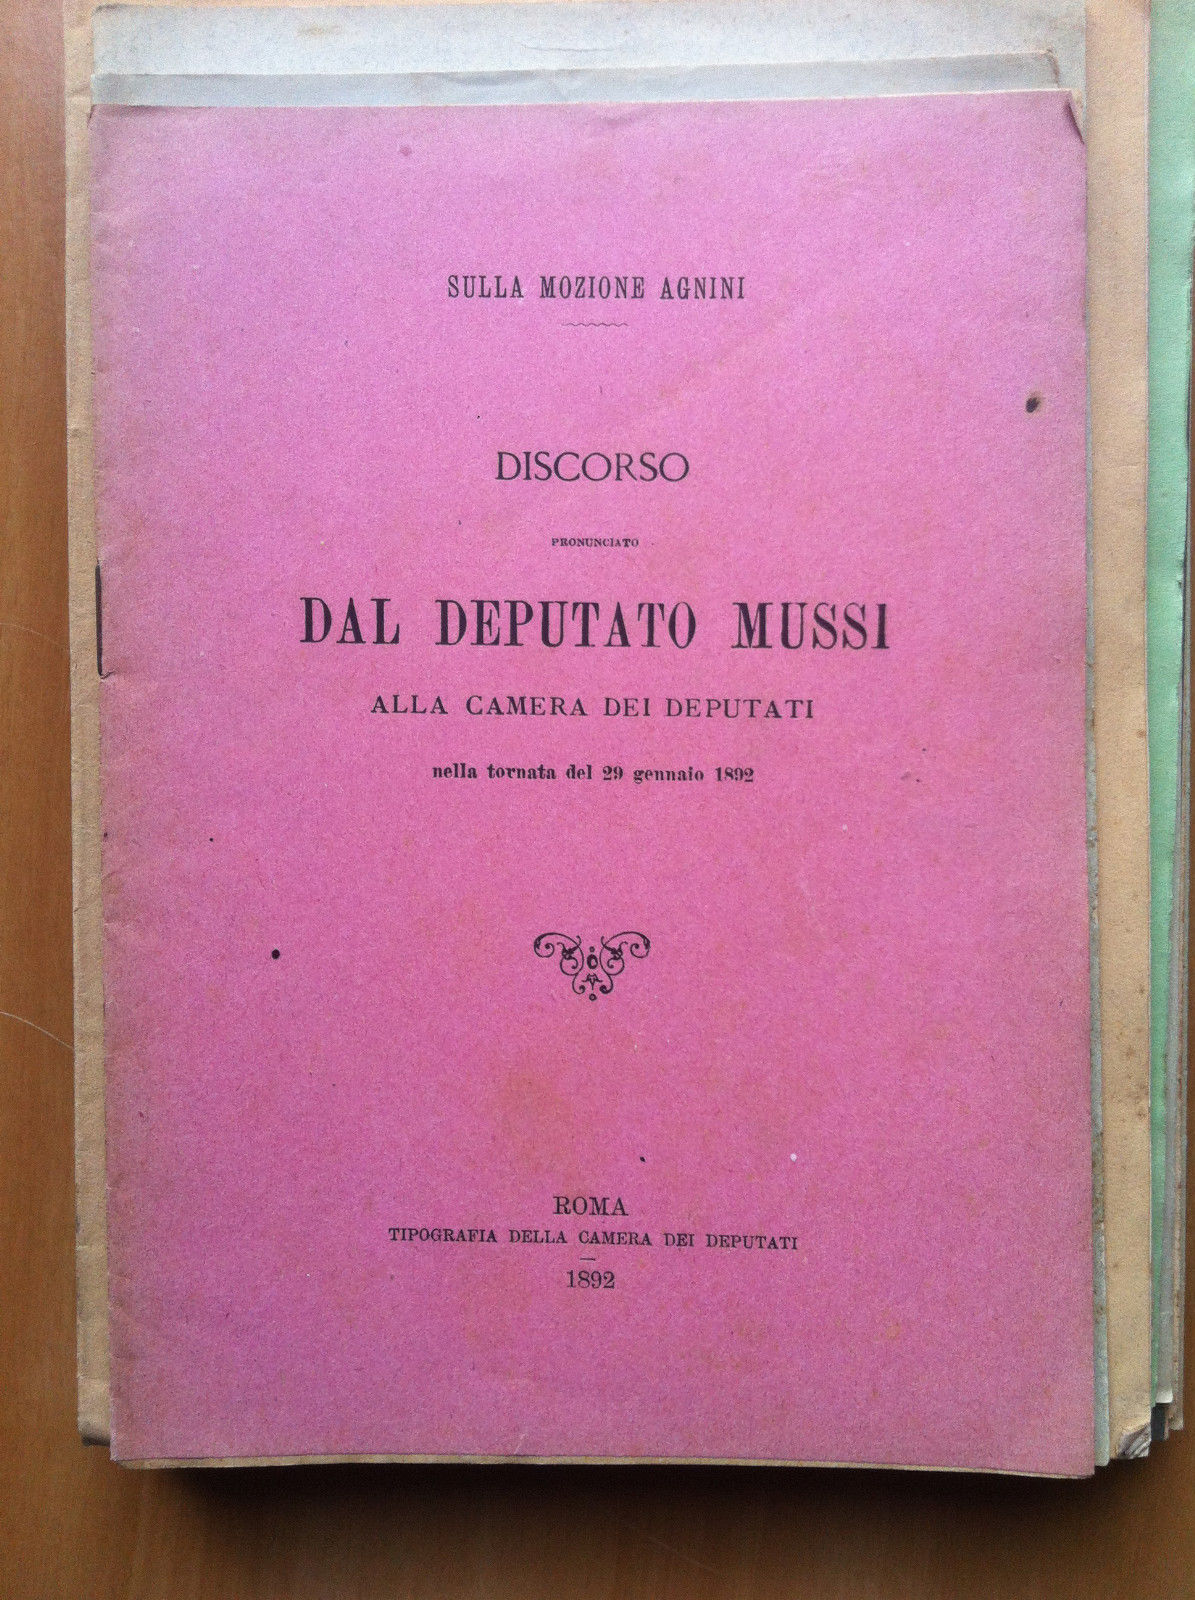 SULLA MOZIONE AGNINI
DISCORSO
PRONUNCIATO
DAL DEPUTATO MUSSI
ALLA CAMERA DEI DEPUTATI
nella tornata del 29 gennaio 1892
ROMA
TIPOGRAFIA DELLA CAMERA DEI DEPUTATI
1892